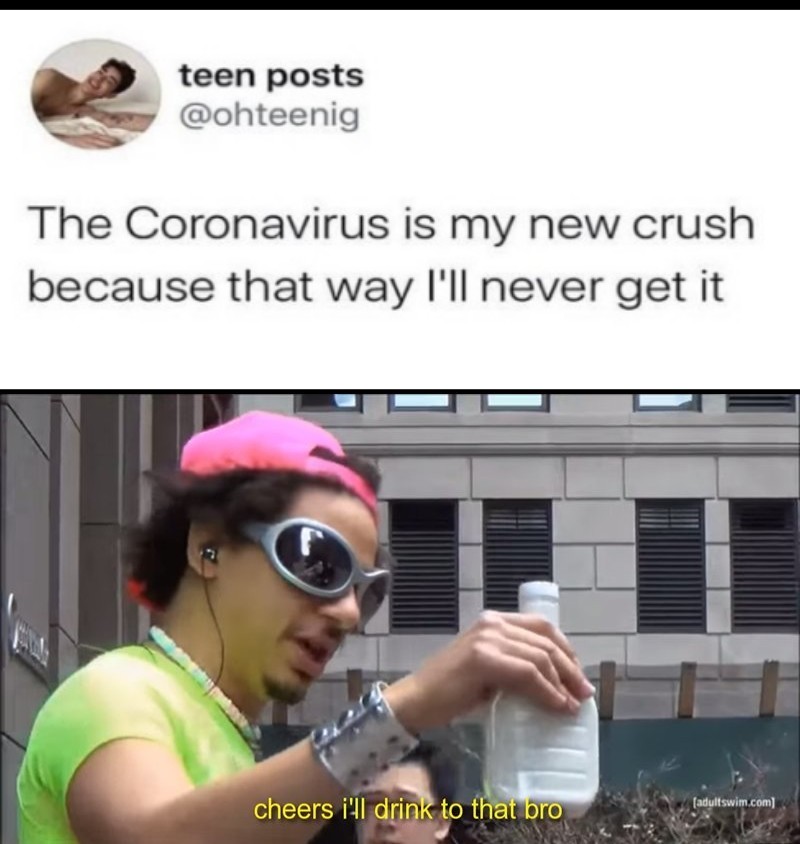 teen posts
@ohteenig
The Coronavirus is my new crush
because that way I'll never get it
cheers i'll drink to that bro
[adultswim.com]